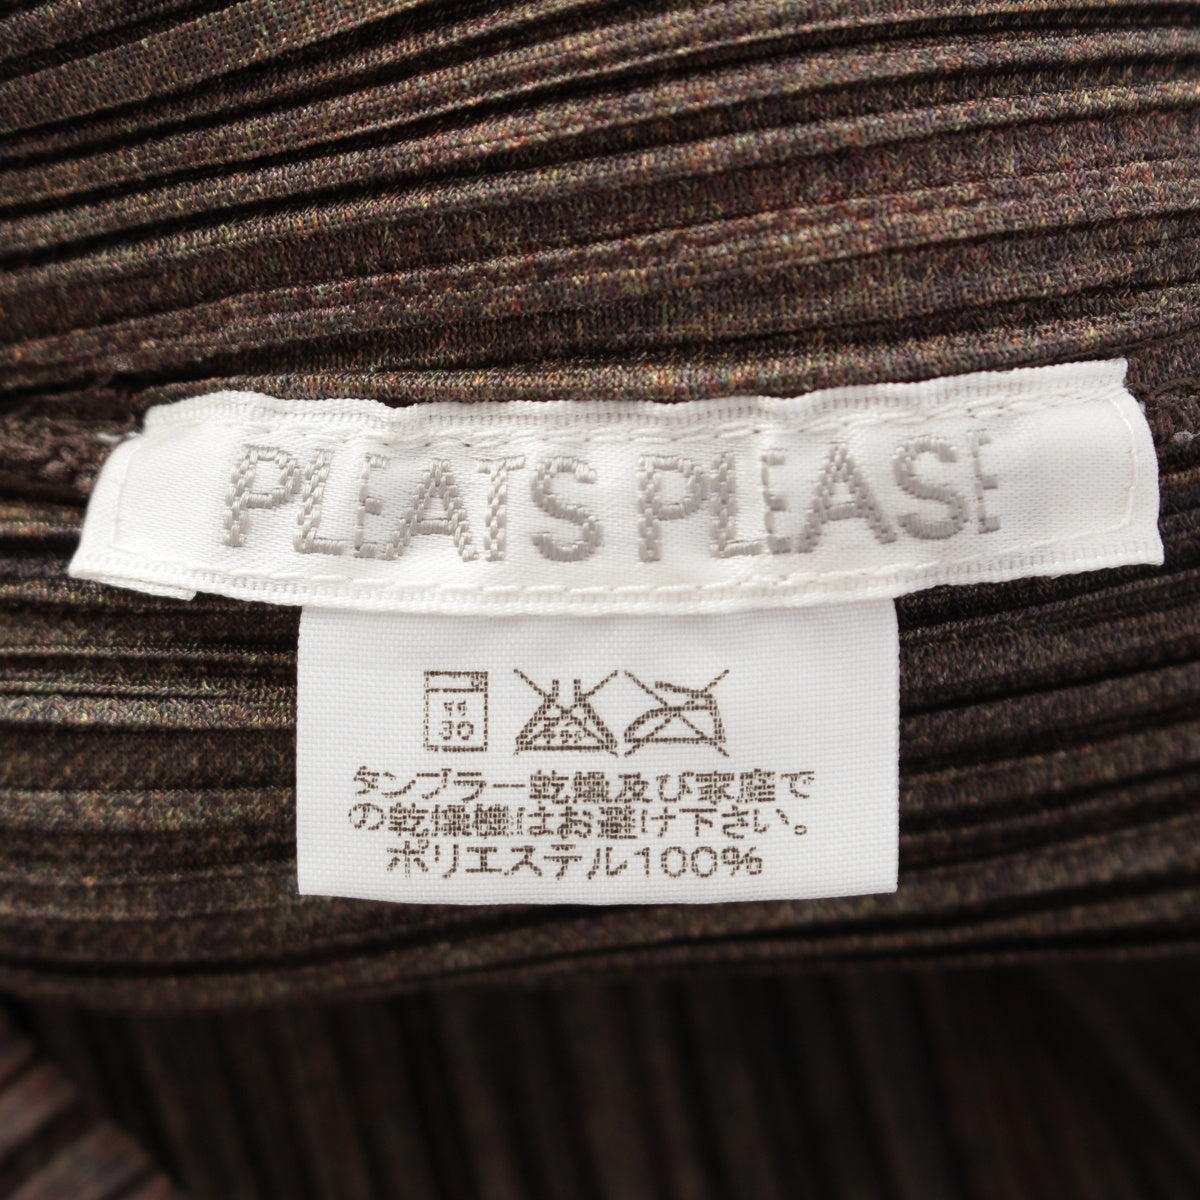 PLEATS PLEASE
30
タンブラー乾燥及び家庭で
の乾燥機はお避け下さい。
ポリエステル100%